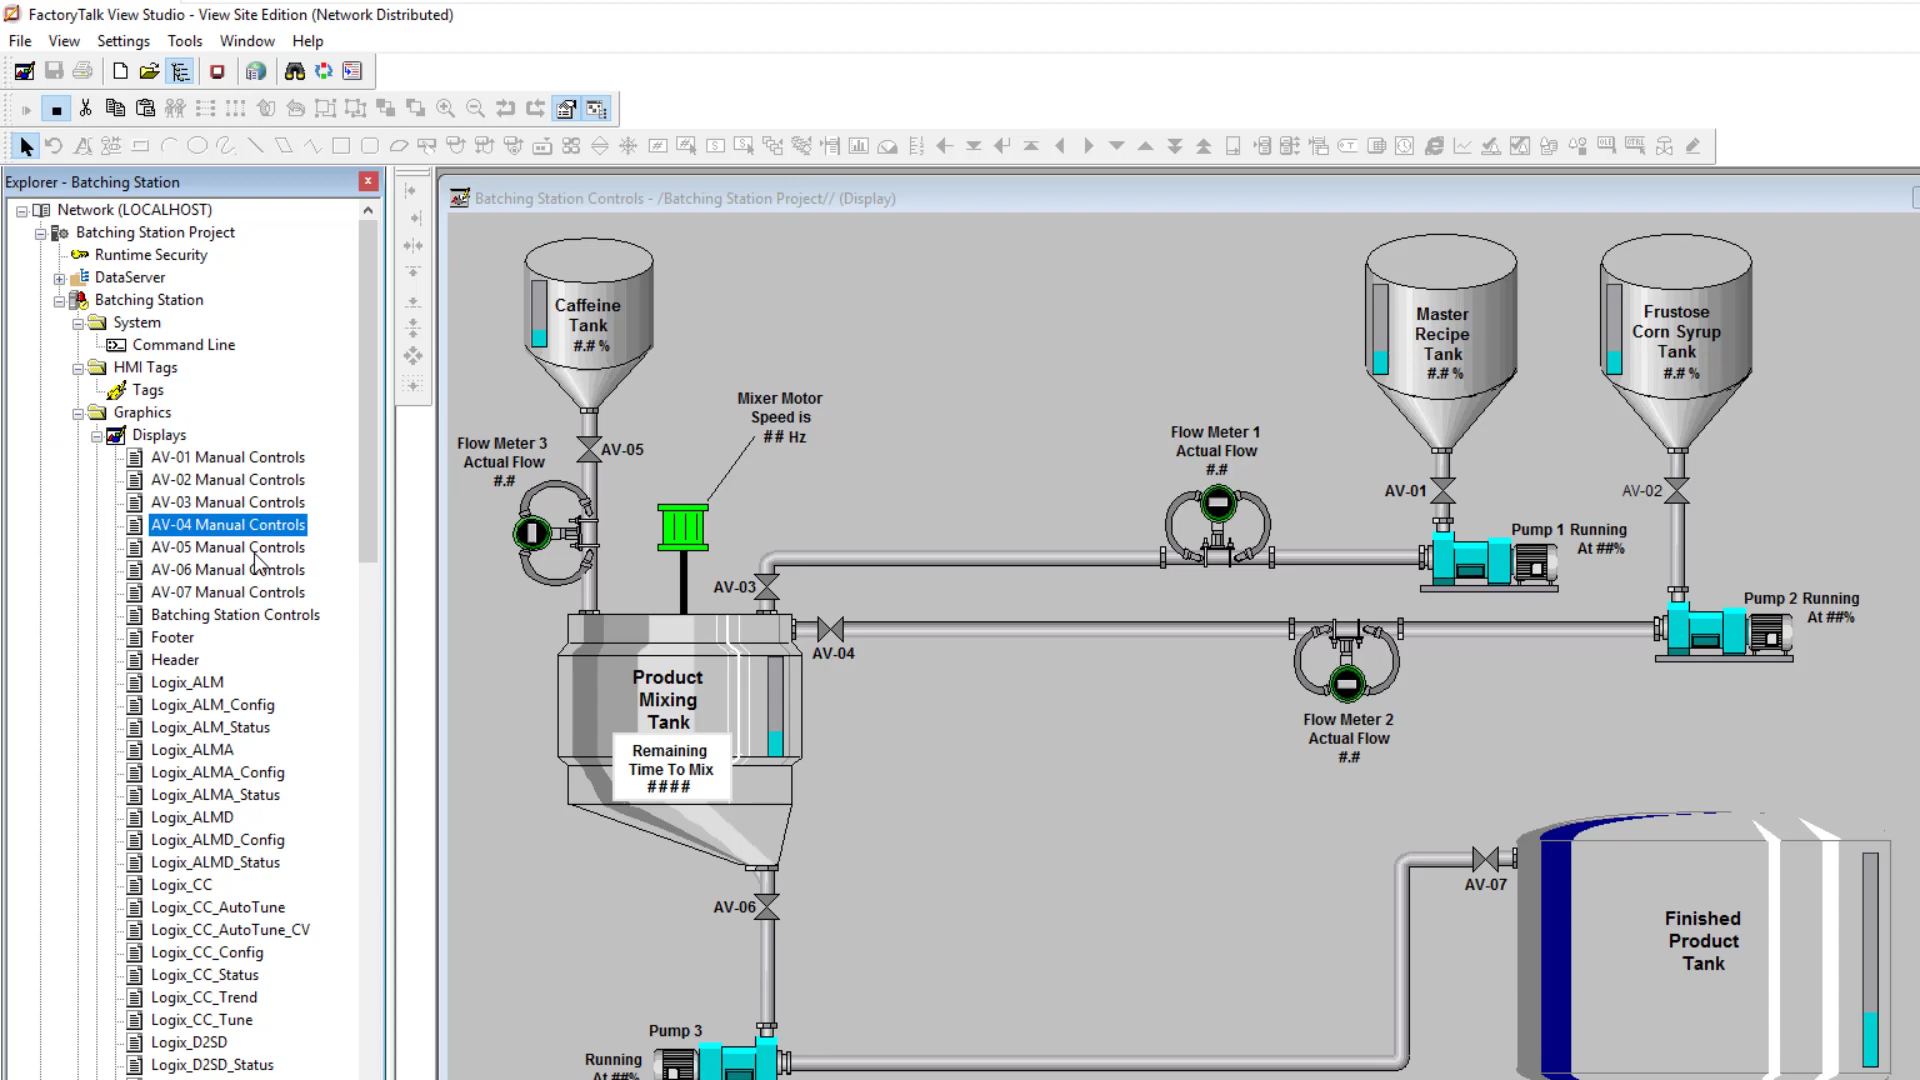 FactoryTalk View Studio - View Site Edition (Network Distributed)
File View Settings Tools Window Help
Explorer - Batching Station
Network (LOCALHOST)
Batching Station Project
Runtime Security
DataServer
Batching Station
System
Command Line
HMI Tags
Tags
Graphics
Displays
AV-01 Manual Controls
AV-02 Manual Controls
AV-03 Manual Controls
AV-04 Manual Controls
AV-05 Manual Controls
AV-06 Manual Controls
AV-07 Manual Controls
Batching Station Controls
Footer
Header
Logix_ALM
Logix_ALM_Config
Logix_ALM_Status
Logix_ALMA
Logix_ALMA_Config
Logix_ALMA_Status
Logix_ALMD
Logix_ALMD_Config
Logix_ALMD_Status
Logix_CC
Logix_CC_AutoTune
Logix_CC_AutoTune_CV
Logix_CC_Config
Logix_CC_Status
Logix_CC_Trend
Logix_CC_Tune
Logix_D2SD
Logix_D2SD_Status
Batching Station Controls - /Batching Station Project// (Display)
Caffeine
Tank
#.# %
Master
Recipe
Tank
#.# %
Frustose
Corn Syrup
Tank
#.# %
Mixer Motor
Speed is
## Hz
Flow Meter 3
Actual Flow
#.#
AV-05
Flow Meter 1
Actual Flow
#.#
AV-01
AV-02
Pump 1 Running
At ##%
AV-03
Pump 2 Running
At ##%
AV-04
Product
Mixing
Tank
Remaining
Time To Mix
####
Flow Meter 2
Actual Flow
#.#
AV-07
AV-06
Finished
Product
Tank
Pump 3
Running
At ##%